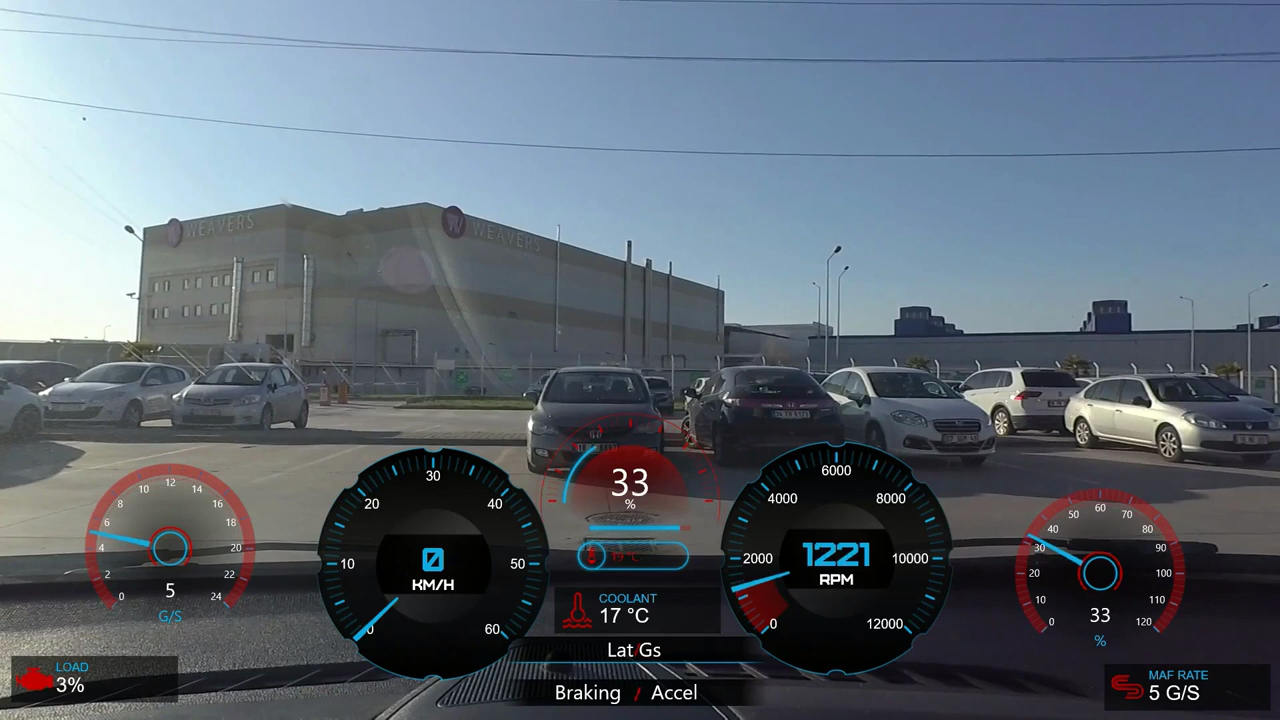 WEAVERS
WEAVERS
0 2 4 6 8 10 12 14 16 18 20 22 24
5
G/S
0 10 20 30 40 50 60
0
KM/H
33
%
19°C
COOLANT
17 °C
Lat/Gs
Braking / Accel
0 2000 4000 6000 8000 10000 12000
1221
RPM
0 10 20 30 40 50 60 70 80 90 100 110 120
33
%
LOAD
3%
MAF RATE
5 G/S